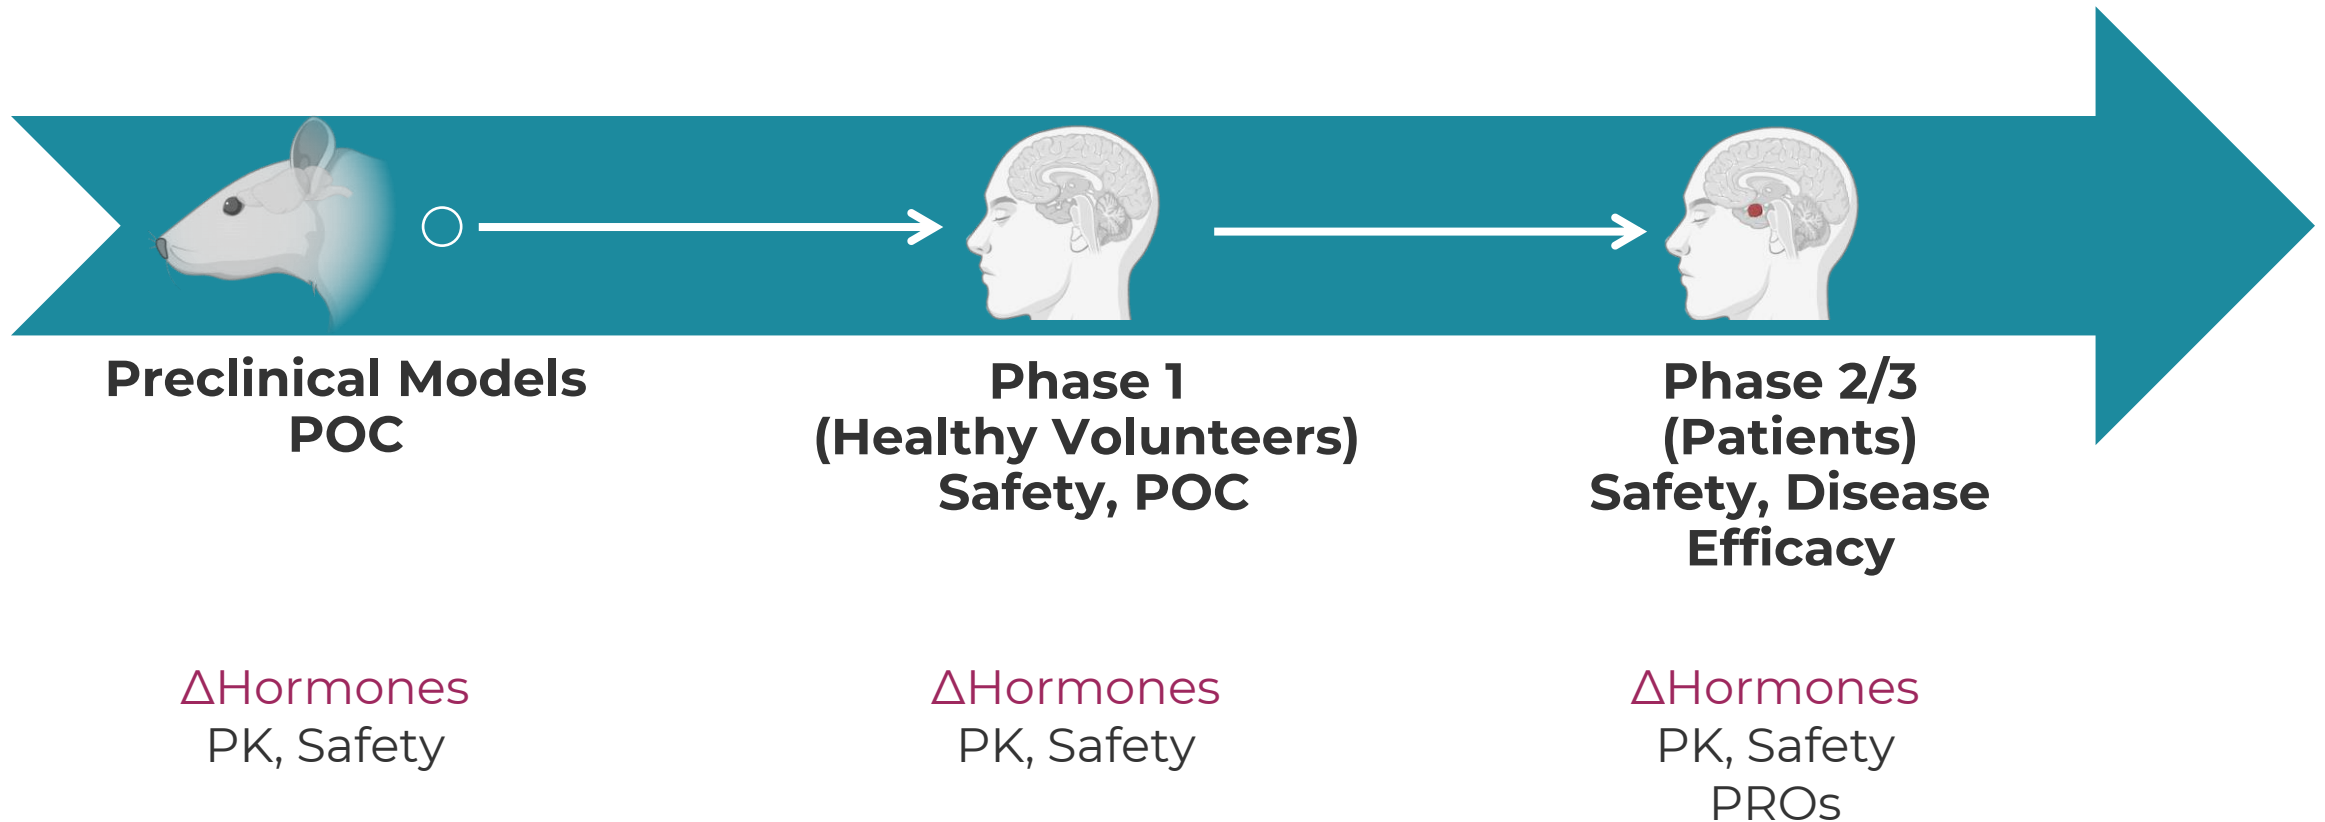 Preclinical Models
POC
Phase 1
(Healthy Volunteers)
Safety, POC
Phase 2/3
(Patients)
Safety, Disease
Efficacy
ΔHormones
PK, Safety
ΔHormones
PK, Safety
ΔHormones
PK, Safety
PROs